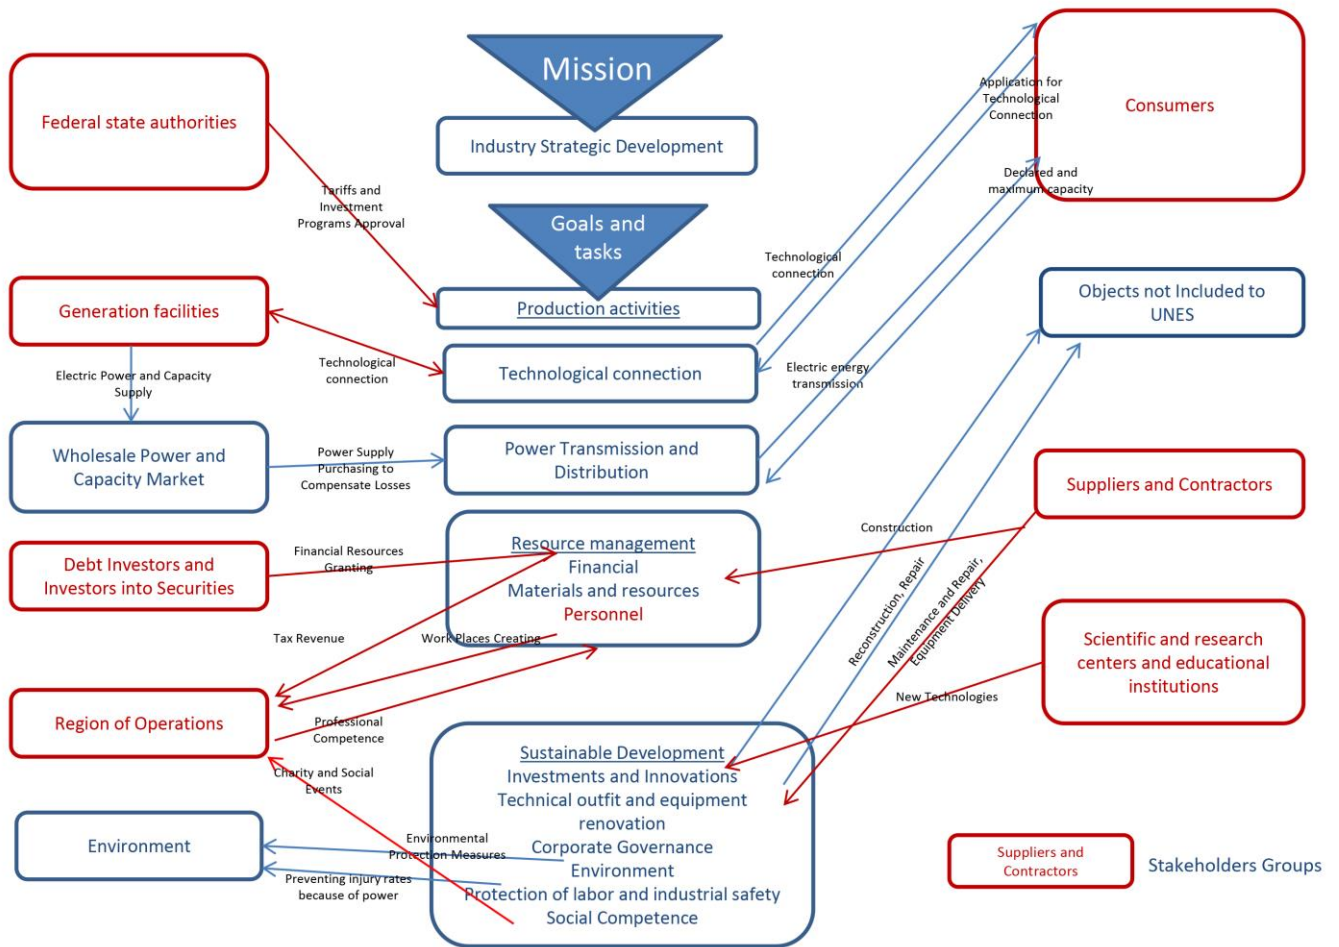 Mission
Industry Strategic Development
Federal state authorities
Tariffs and
Investment
Programs Approval
Goals and
tasks
Production activities
Application for
Technological
Connection
Consumers
Declared and
maximum capacity
Technological
connection
Generation facilities
Technological
connection
Technological connection
Electric energy
transmission
Objects not Included to
UNES
Electric Power and Capacity
Supply
Wholesale Power and
Capacity Market
Power Supply
Purchasing to
Compensate Losses
Power Transmission and
Distribution
Suppliers and Contractors
Construction
Debt Investors and
Investors into Securities
Financial Resources
Granting
Resource management
Financial
Materials and resources
Personnel
Tax Revenue
Work Places Creating
Reconstruction, Repair
Maintenance and Repair,
Equipment Delivery
Scientific and research
centers and educational
institutions
New Technologies
Region of Operations
Professional
Competence
Charity and Social
Events
Sustainable Development
Investments and Innovations
Technical outfit and equipment
renovation
Corporate Governance
Environment
Protection of labor and industrial safety
Social Competence
Environment
Environmental
Protection Measures
Preventing injury rates
because of power
Suppliers and
Contractors
Stakeholders Groups